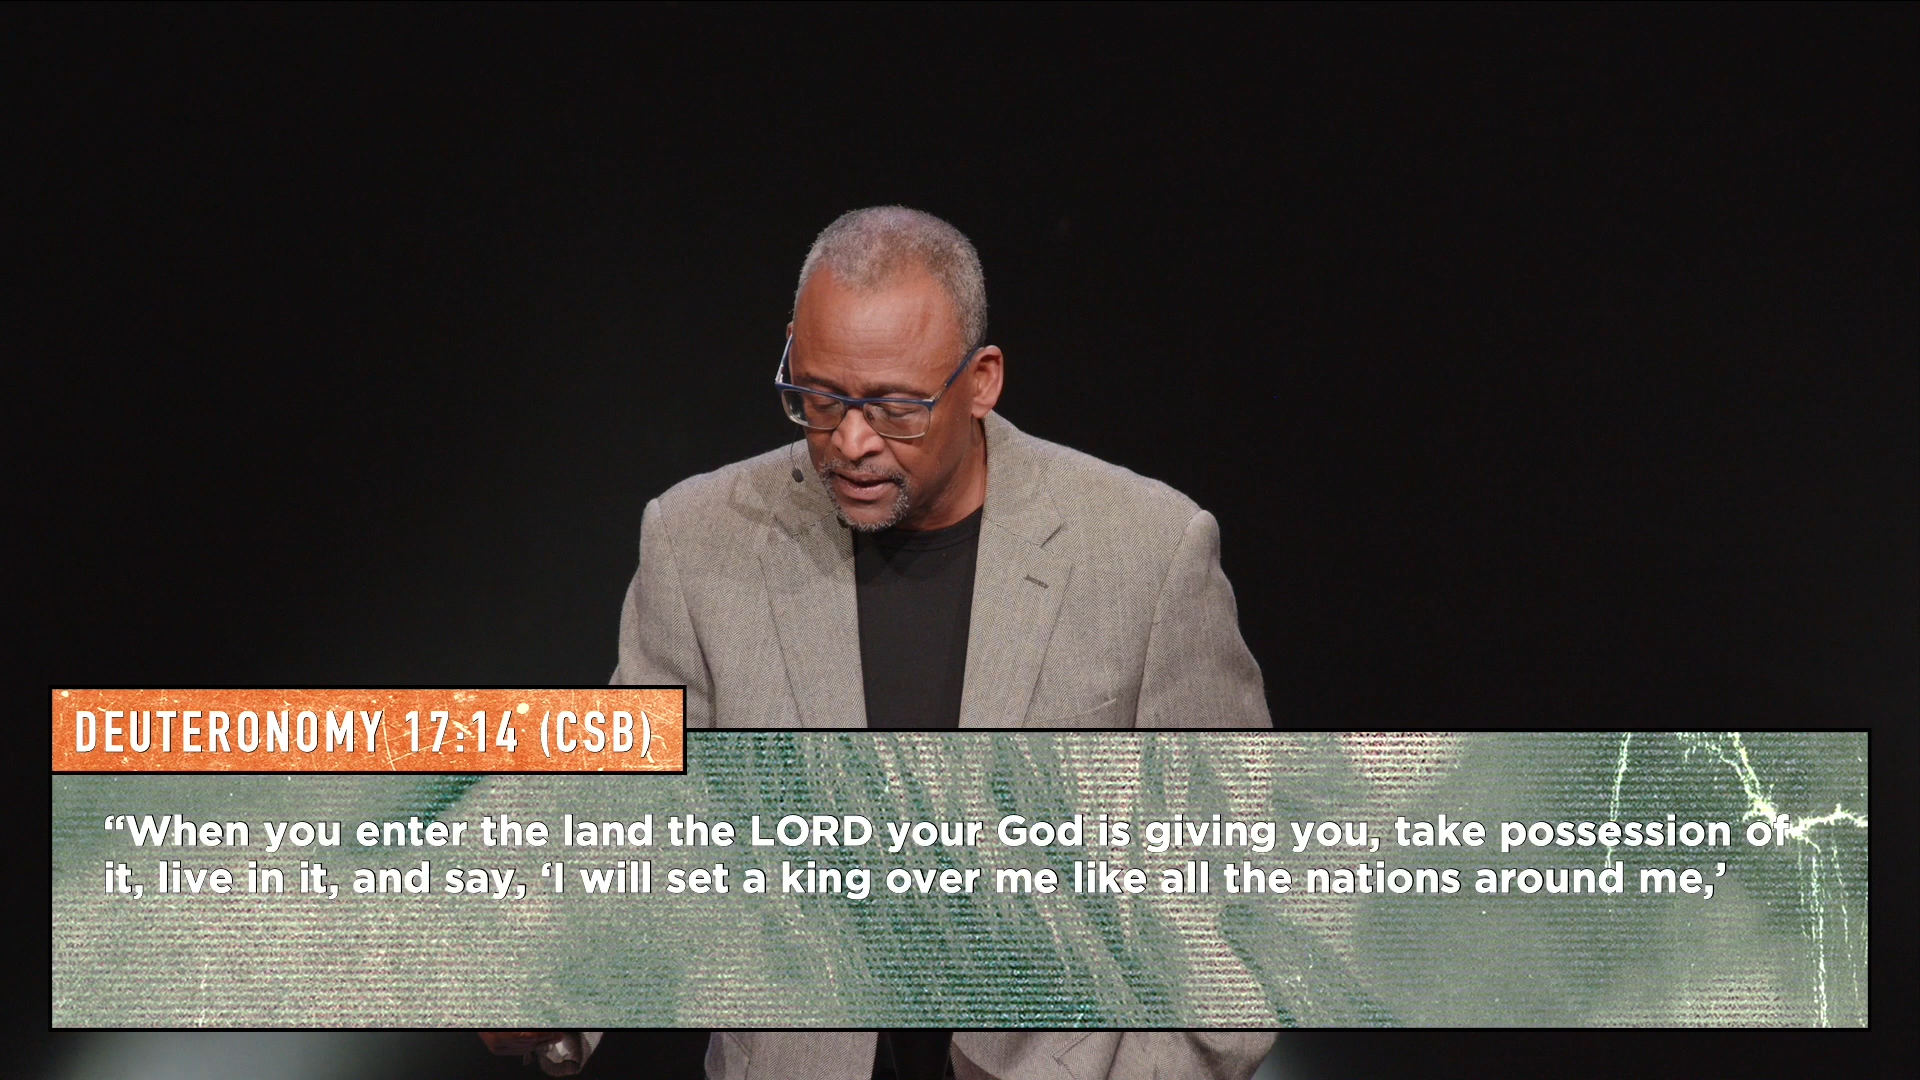 DEUTERONOMY 17:14 (CSB)
“When you enter the land the LORD your God is giving you, take possession of
it, live in it, and say, ‘I will set a king over me like all the nations around me,’